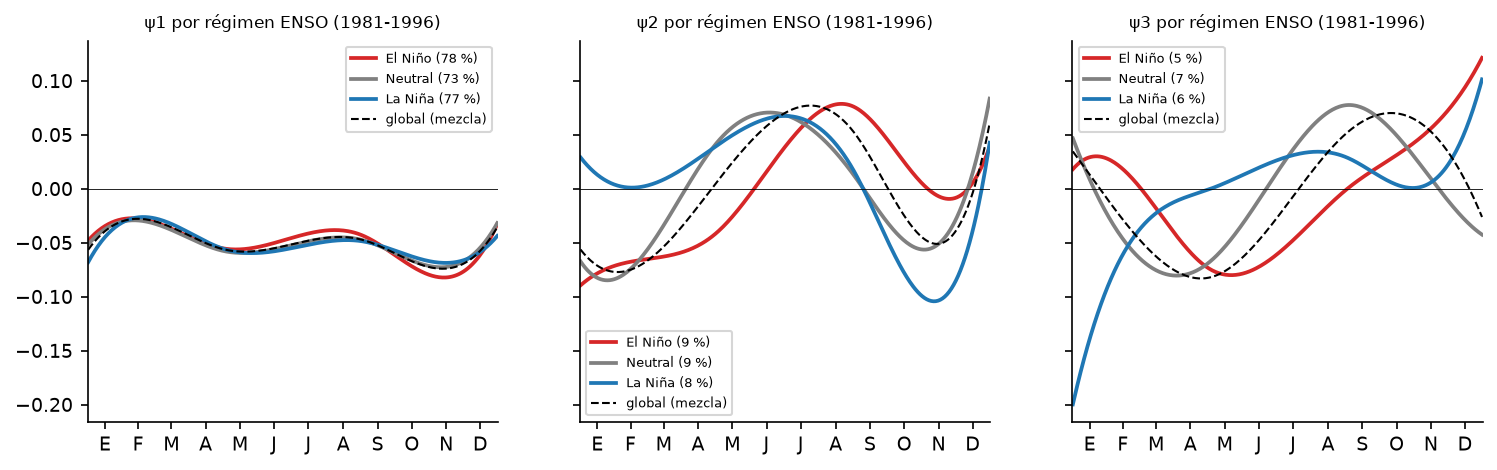 ψ1 por régimen ENSO (1981-1996)
El Niño (78 %)
Neutral (73 %)
La Niña (77 %)
global (mezcla)
0.10
0.05
0.00
−0.05
−0.10
−0.15
−0.20
E F M A M J J A S O N D
ψ2 por régimen ENSO (1981-1996)
El Niño (9 %)
Neutral (9 %)
La Niña (8 %)
global (mezcla)
E F M A M J J A S O N D
ψ3 por régimen ENSO (1981-1996)
El Niño (5 %)
Neutral (7 %)
La Niña (6 %)
global (mezcla)
E F M A M J J A S O N D